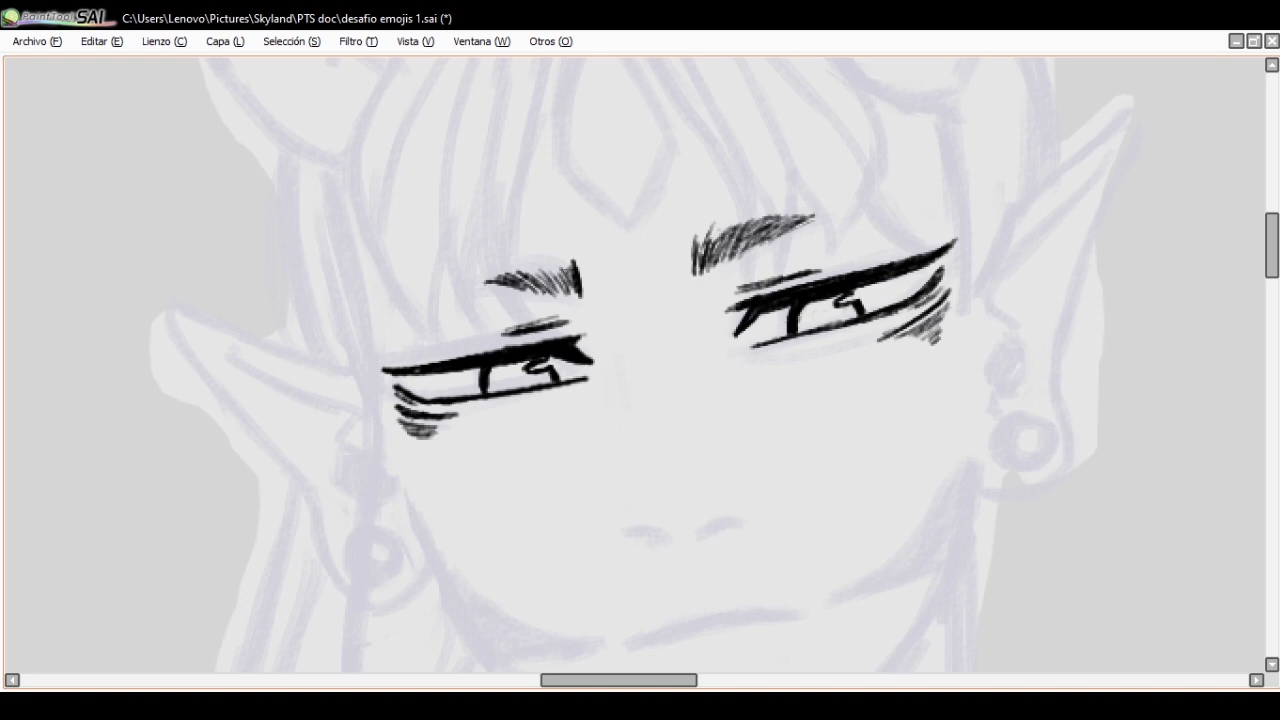 PaintTool SAI C:\Users\Lenovo\Pictures\Skyland\PTS doc\desafio emojis 1.sai (*)
Archivo (F) Editar (E) Lienzo (C) Capa (L) Selección (S) Filtro (T) Vista (V) Ventana (W) Otros (O)